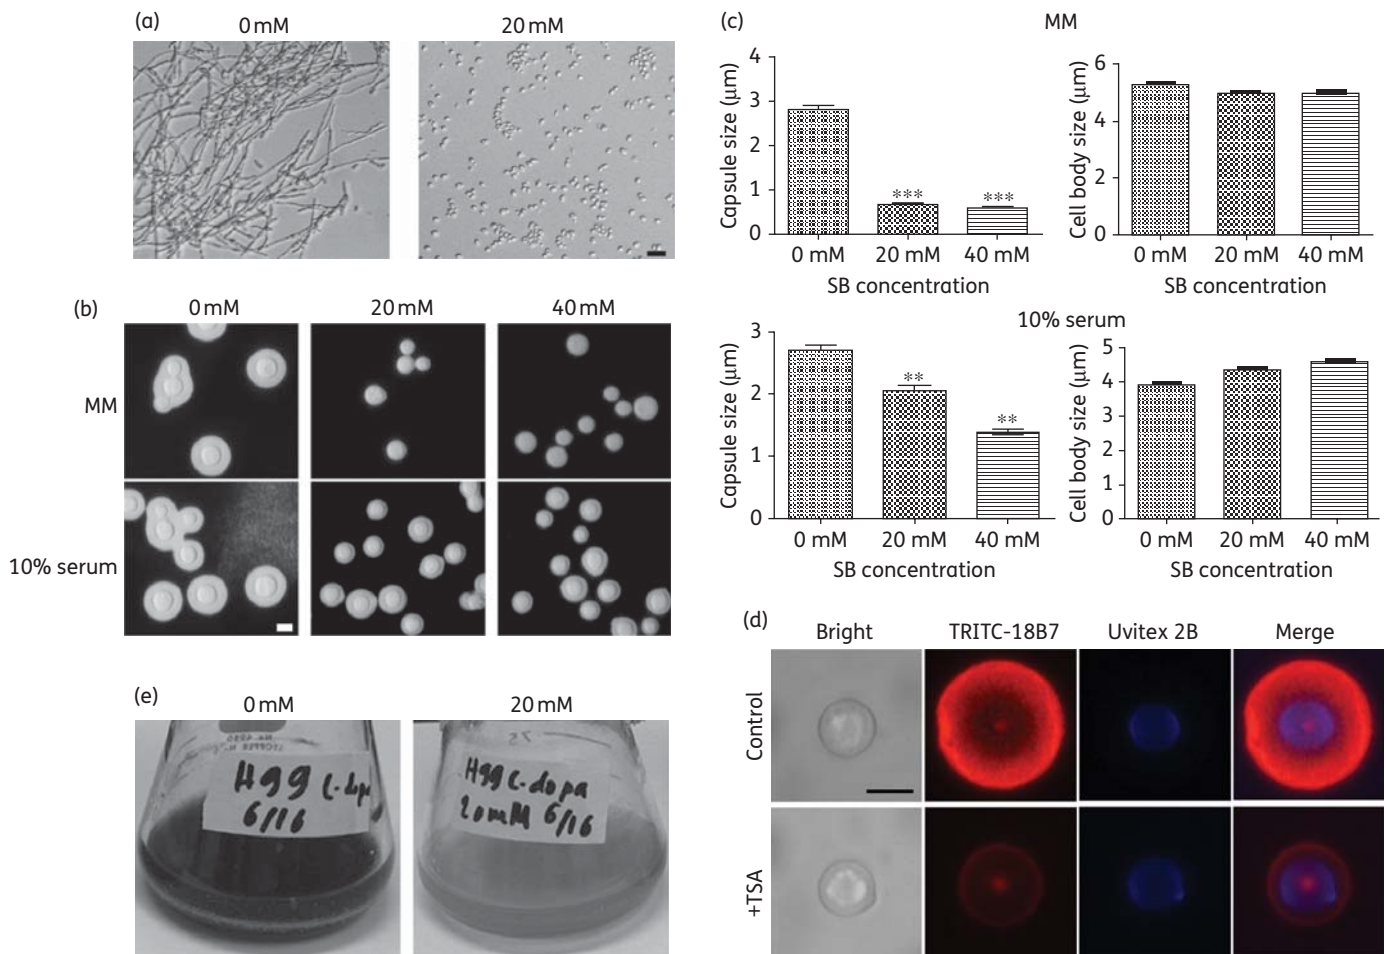 (a)
0 mM
20 mM
(b)
0 mM
20 mM
40 mM
MM
10% serum
(c)
MM
Capsule size (μm)
4
3
2
1
0
***
***
0 mM
20 mM
40 mM
SB concentration
Cell body size (μm)
6
4
2
0
0 mM
20 mM
40 mM
SB concentration
10% serum
Capsule size (μm)
3
2
1
0
**
**
0 mM
20 mM
40 mM
SB concentration
Cell body size (μm)
5
4
3
2
1
0
0 mM
20 mM
40 mM
SB concentration
(d)
Bright
TRITC-18B7
Uvitex 2B
Merge
Control
+TSA
(e)
0 mM
20 mM
H99
6/16
75
H99 L-dopa
20mM 6/16